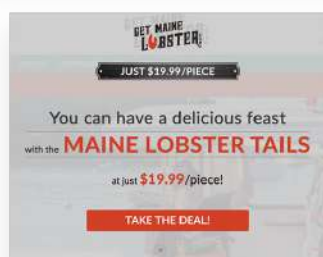 GET MAINE
LOBSTER
JUST $19.99/PIECE
You can have a delicious feast
with the MAINE LOBSTER TAILS
at just $19.99/piece!
TAKE THE DEAL!